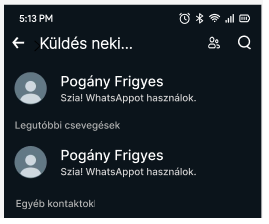 5:13 PM
Küldés neki...
Pogány Frigyes
Szia! WhatsAppot használok.
Legutóbbi csevegések
Pogány Frigyes
Szia! WhatsAppot használok.
Egyéb kontaktok